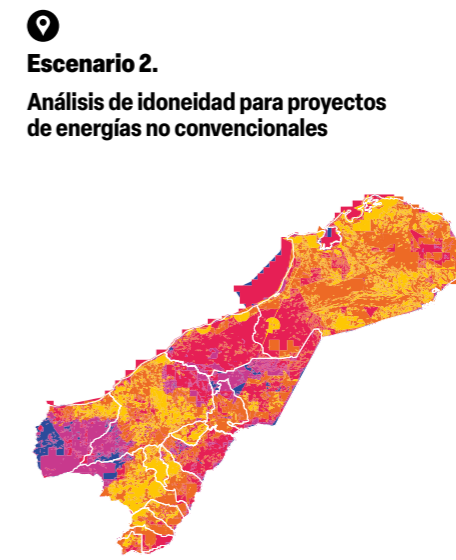 Escenario 2.
Análisis de idoneidad para proyectos
de energías no convencionales